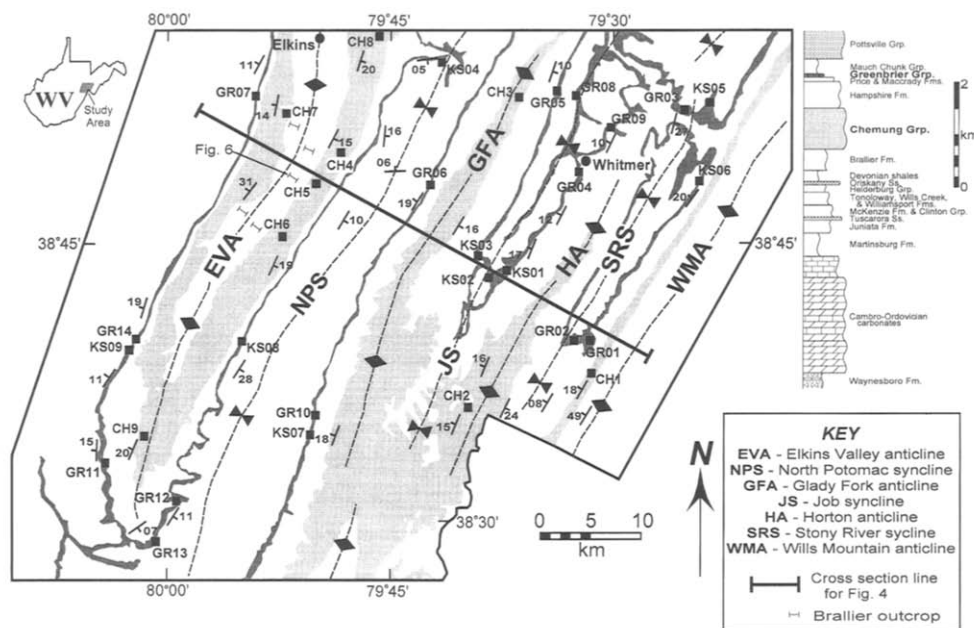 80°00'
79°45'
79°30'
WV
Study
Area
Elkins
CH8
20
05
KS04
11
GR07
14
CH7
CH3
10
GR05
GR08
GR03
KS05
27
GR09
19
Whitmer
GR04
KS06
20
Fig. 6
15
CH4
16
06
GR06
19
CH5
31
CH6
10
16
12
19
EVA
NPS
GFA
HA
SRS
WMA
JS
KS03
17
KS01
KS02
38°45'
38°45'
19
GR14
KS09
11
KS08
28
GR02
GR01
CH1
18
49
16
CH2
15
24
08
GR10
KS07
18
CH9
15
20
GR11
GR12
11
07
GR13
38°30'
0 5 10
km
N
80°00'
79°45'
Pottsville Grp.
Mauch Chunk Grp.
Greenbrier Grp.
Price & Maccrady Fms.
Hampshire Fm.
Chemung Grp.
Brallier Fm.
Devonian shales
Oriskany Ss.
Helderburg Grp.
Tonoloway, Wills Creek,
& Williamsport Fms.
McKenzie Fm. & Clinton Grp.
Tuscarora Ss.
Juniata Fm.
Martinsburg Fm.
Cambro-Ordovician
carbonates
Waynesboro Fm.
2
km
0
KEY
EVA - Elkins Valley anticline
NPS - North Potomac syncline
GFA - Glady Fork anticline
JS - Job syncline
HA - Horton anticline
SRS - Stony River sycline
WMA - Wills Mountain anticline
Cross section line
for Fig. 4
Brallier outcrop